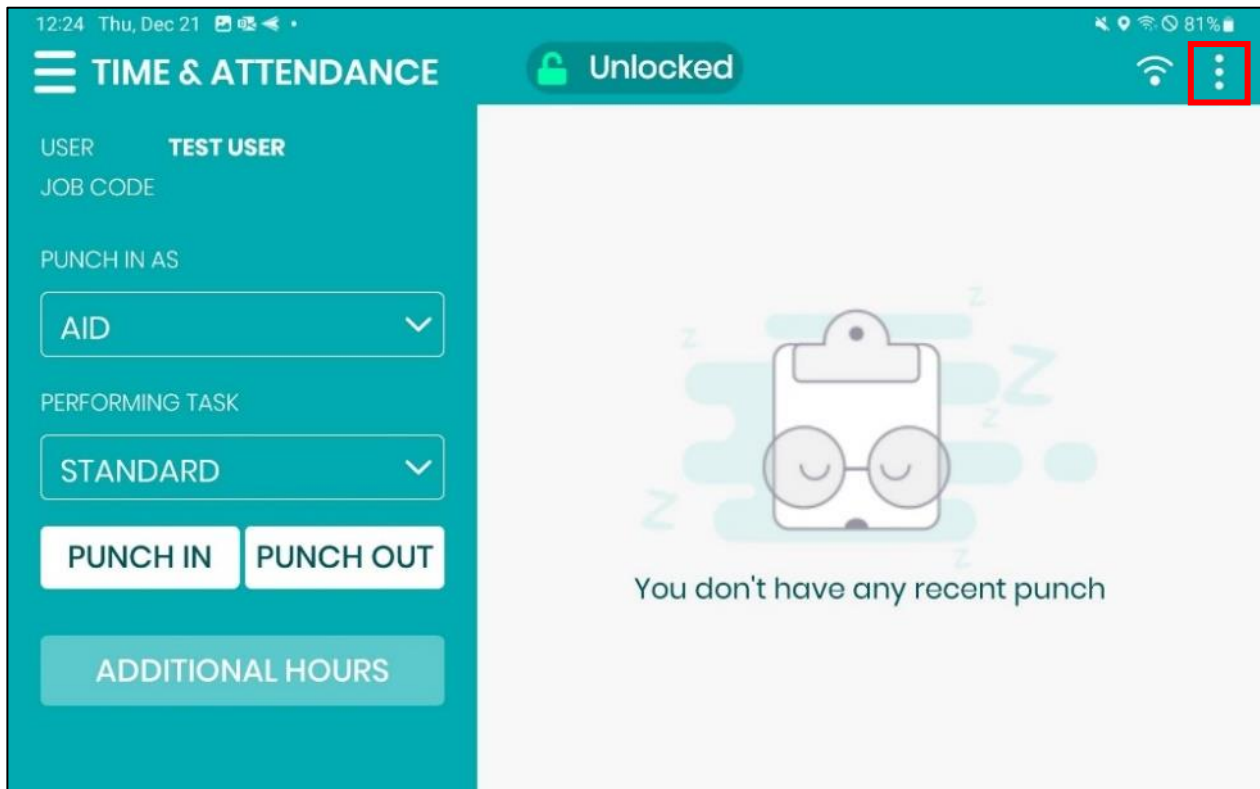 12:24 Thu, Dec 21 81%
TIME & ATTENDANCE
Unlocked
USER TEST USER
JOB CODE
PUNCH IN AS
AID
PERFORMING TASK
STANDARD
PUNCH IN PUNCH OUT
ADDITIONAL HOURS
Z
Z
Z
Z
Z
Z
You don't have any recent punch